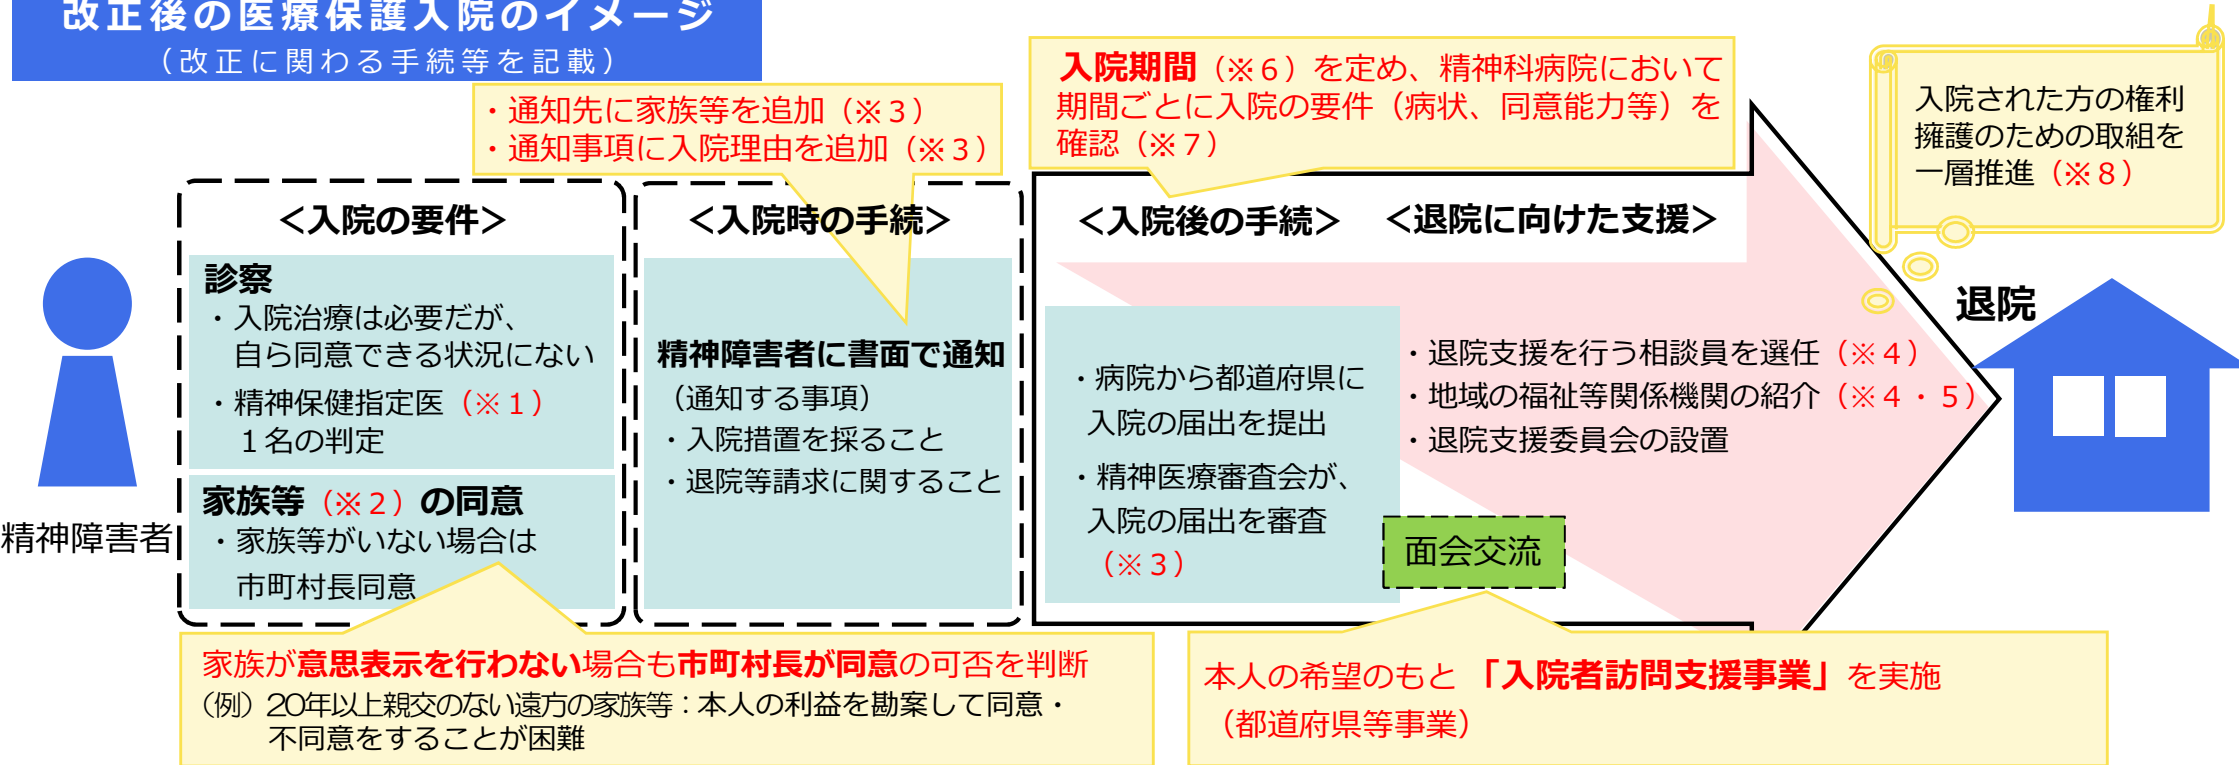 改正後の医療保護入院のイメージ
（改正に関わる手続等を記載）
・通知先に家族等を追加（※３）
・通知事項に入院理由を追加（※３）
入院期間（※６）を定め、精神科病院において
期間ごとに入院の要件（病状、同意能力等）を
確認（※７）
入院された方の権利
擁護のための取組を
一層推進（※８）
精神障害者
＜入院の要件＞
診察
・入院治療は必要だが、
自ら同意できる状況にない
・精神保健指定医（※１）
１名の判定
家族等（※２）の同意
・家族等がいない場合は
市町村長同意
＜入院時の手続＞
精神障害者に書面で通知
（通知する事項）
・入院措置を採ること
・退院等請求に関すること
＜入院後の手続＞
・病院から都道府県に
入院の届出を提出
・精神医療審査会が、
入院の届出を審査
（※３）
＜退院に向けた支援＞
・退院支援を行う相談員を選任（※４）
・地域の福祉等関係機関の紹介（※４・５）
・退院支援委員会の設置
面会交流
退院
家族が意思表示を行わない場合も市町村長が同意の可否を判断
（例）20年以上親交のない遠方の家族等：本人の利益を勘案して同意・
不同意をすることが困難
本人の希望のもと「入院者訪問支援事業」を実施
（都道府県等事業）